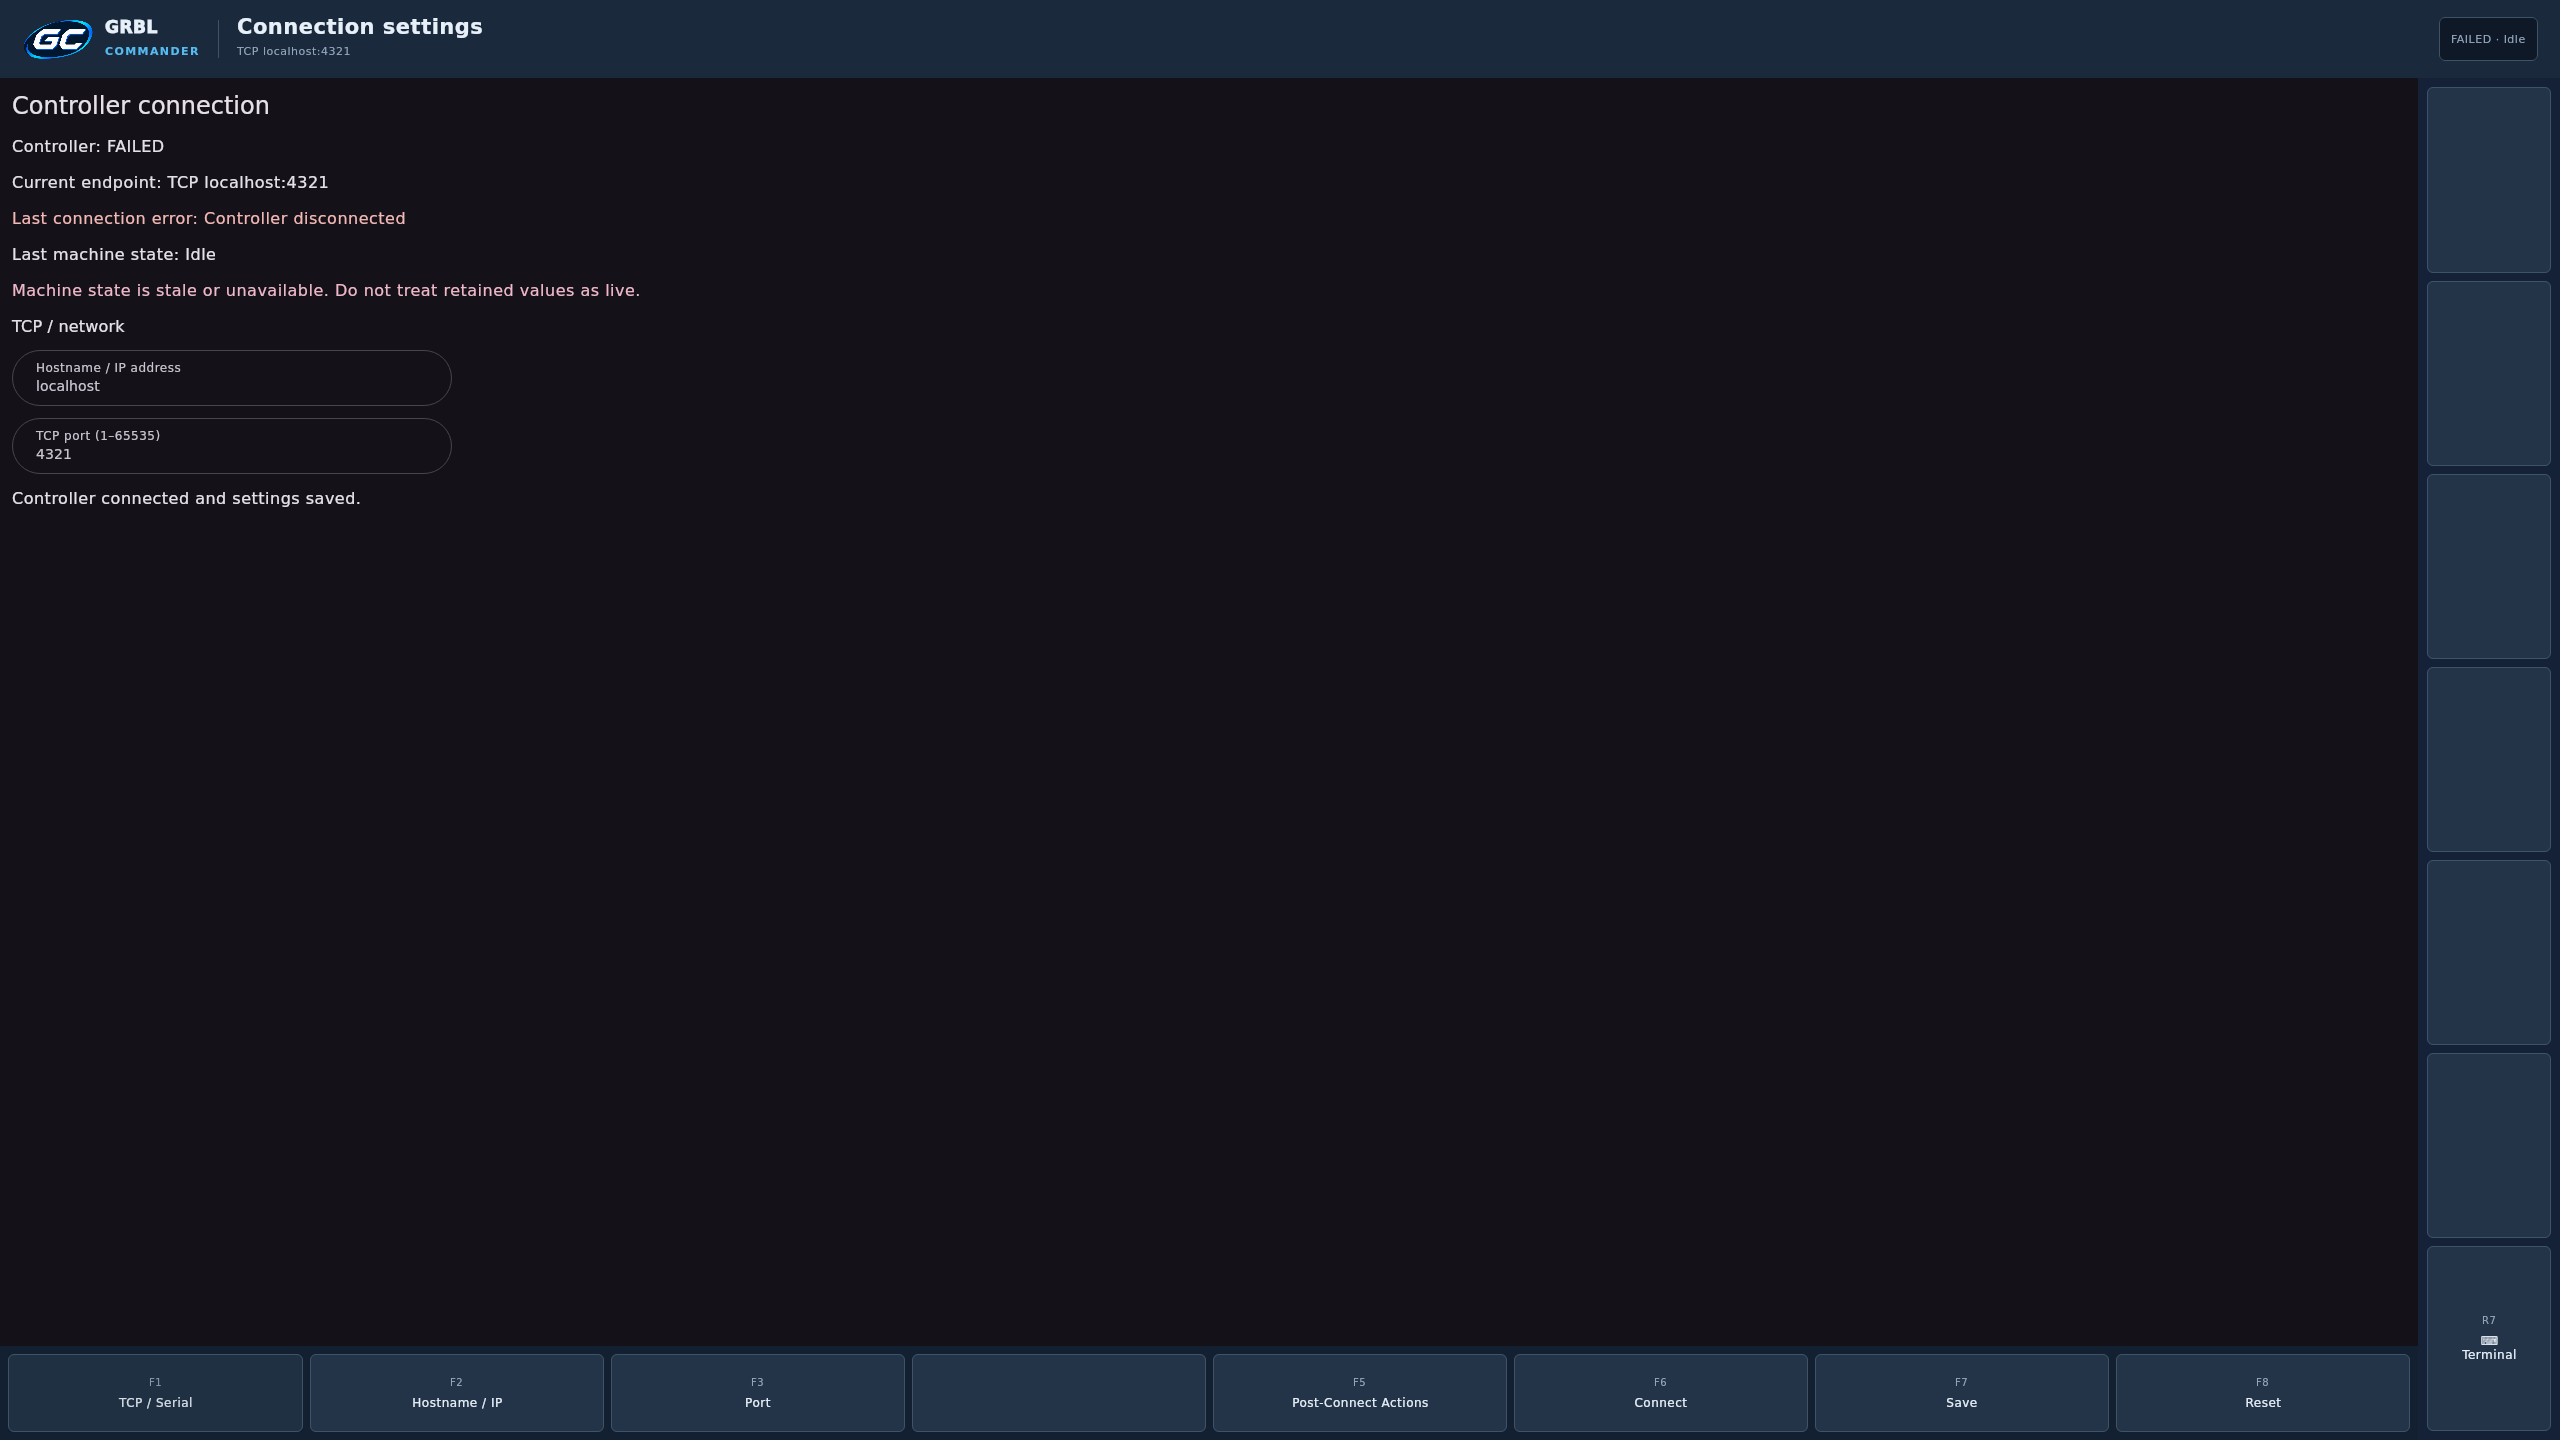 GC
GRBL
COMMANDER
Connection settings
TCP localhost:4321
FAILED · Idle
Controller connection
Controller: FAILED
Current endpoint: TCP localhost:4321
Last connection error: Controller disconnected
Last machine state: Idle
Machine state is stale or unavailable. Do not treat retained values as live.
TCP / network
Hostname / IP address
localhost
TCP port (1–65535)
4321
Controller connected and settings saved.
R7
⌨
Terminal
F1
TCP / Serial
F2
Hostname / IP
F3
Port
F5
Post-Connect Actions
F6
Connect
F7
Save
F8
Reset